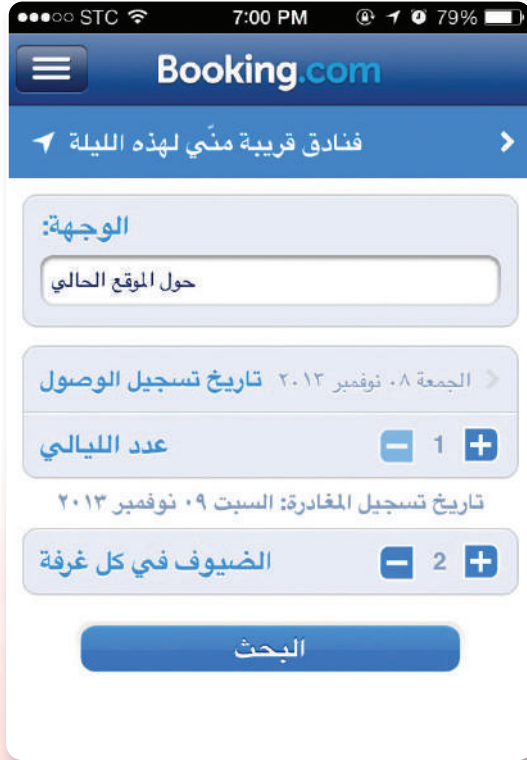 STC 7:00 PM 79%
Booking.com
فنادق قريبة منّي لهذه الليلة
الوجهة:
حول الموقع الحالي
تاريخ تسجيل الوصول الجمعة ٠٨ نوفمبر ٢٠١٣
عدد الليالي 1
تاريخ تسجيل المغادرة: السبت ٠٩ نوفمبر ٢٠١٣
الضيوف في كل غرفة 2
البحث